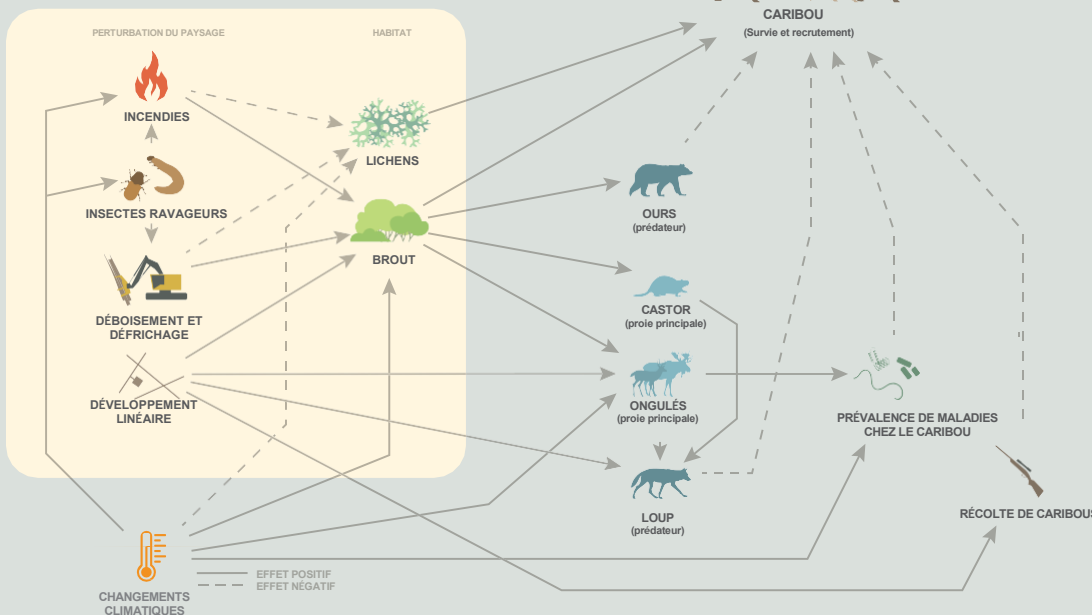 CARIBOU
(Survie et recrutement)
PERTURBATION DU PAYSAGE
HABITAT
INCENDIES
LICHENS
INSECTES RAVAGEURS
OURS
(prédateur)
BROUT
CASTOR
(proie principale)
DÉBOISEMENT ET
DÉFRICHAGE
ONGULÉS
(proie principale)
DÉVELOPPEMENT
LINÉAIRE
PRÉVALENCE DE MALADIES
CHEZ LE CARIBOU
LOUP
(prédateur)
RÉCOLTE DE CARIBOUS
EFFET POSITIF
EFFET NÉGATIF
CHANGEMENTS
CLIMATIQUES